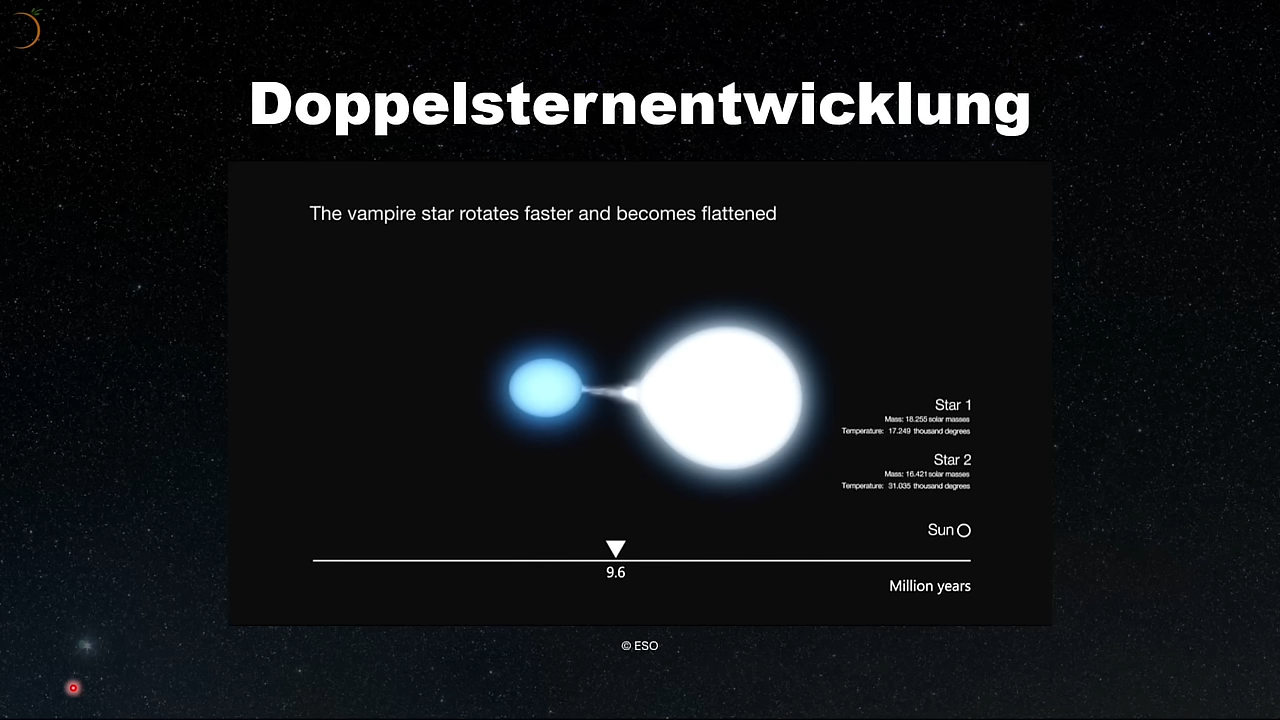 Doppelsternentwicklung
The vampire star rotates faster and becomes flattened
Star 1
Mass: 18.255 solar masses
Temperature: 17.249 thousand degrees
Star 2
Mass: 16.421 solar masses
Temperature: 31.035 thousand degrees
Sun
9.6
Million years
© ESO